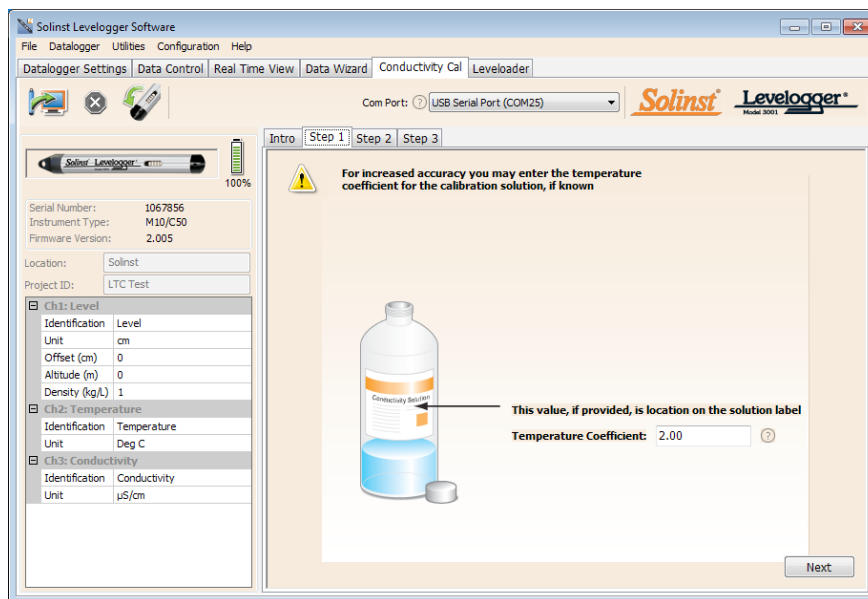 Solinst Levelogger Software
File Datalogger Utilities Configuration Help
Datalogger Settings Data Control Real Time View Data Wizard Conductivity Cal Leveloader
Com Port: ? USB Serial Port (COM25)
Solinst® Levelogger®
Model 3001
Intro Step 1 Step 2 Step 3
Solinst Levelogger
100%
Serial Number: 1067856
Instrument Type: M10/C50
Firmware Version: 2.005
Location: Solinst
Project ID: LTC Test
Ch1: Level
Identification Level
Unit cm
Offset (cm) 0
Altitude (m) 0
Density (kg/L) 1
Ch2: Temperature
Identification Temperature
Unit Deg C
Ch3: Conductivity
Identification Conductivity
Unit µS/cm
For increased accuracy you may enter the temperature
coefficient for the calibration solution, if known
Conductivity Solution
This value, if provided, is location on the solution label
Temperature Coefficient: 2.00 ?
Next